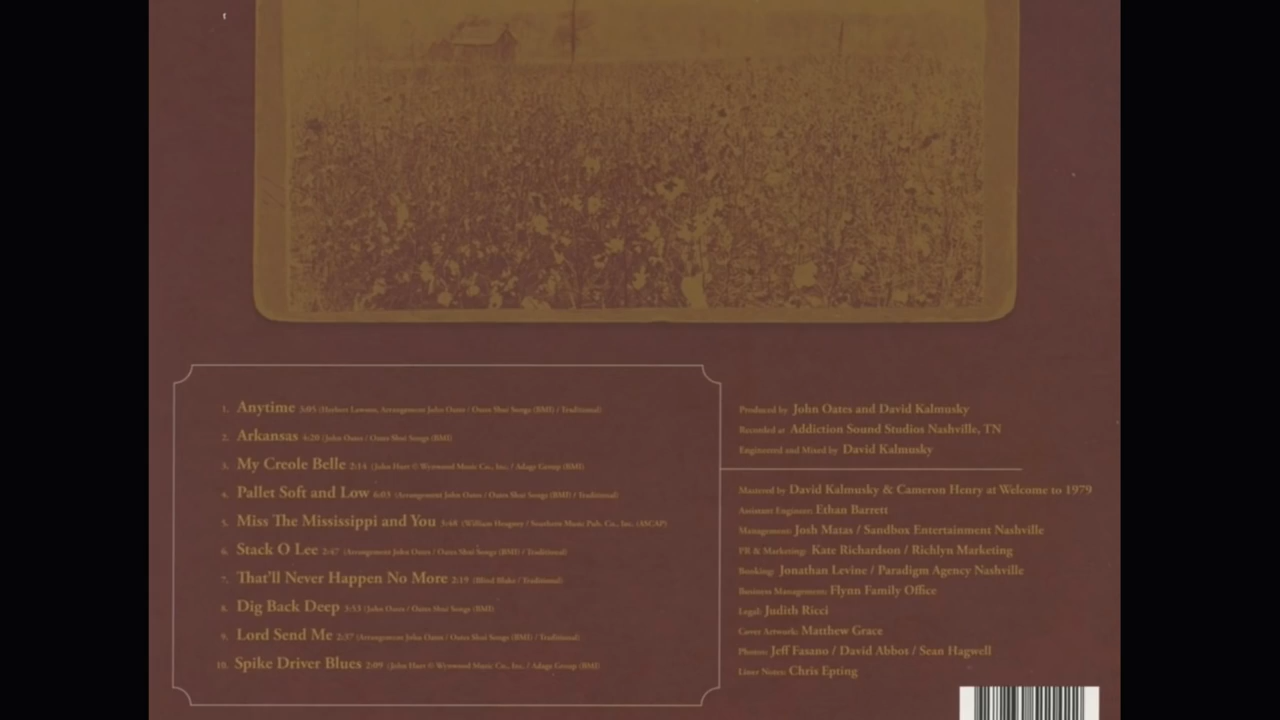 1. Anytime 3:05 (Herbert Lawson, Arrangement John Oates / Oates Shui Songs (BMI) / Traditional)
2. Arkansas 4:20 (John Oates / Oates Shui Songs (BMI)
3. My Creole Belle 2:14 (John Hurt © Wynwood Music Co., Inc. / Adage Group (BMI)
4. Pallet Soft and Low 6:03 (Arrangement John Oates / Oates Shui Songs (BMI) / Traditional)
5. Miss The Mississippi and You 3:48 (William Heagney / Southern Music Pub. Co., Inc. (ASCAP)
6. Stack O Lee 2:47 (Arrangement John Oates / Oates Shui Songs (BMI) / Traditional)
7. That'll Never Happen No More 2:19 (Blind Blake / Traditional)
8. Dig Back Deep 3:53 (John Oates / Oates Shui Songs (BMI)
9. Lord Send Me 2:37 (Arrangement John Oates / Oates Shui Songs (BMI) / Traditional)
10. Spike Driver Blues 2:09 (John Hurt © Wynwood Music Co., Inc. / Adage Group (BMI)
Produced by John Oates and David Kalmusky
Recorded at Addiction Sound Studios Nashville, TN
Engineered and Mixed by David Kalmusky
Mastered by David Kalmusky & Cameron Henry at Welcome to 1979
Assistant Engineer: Ethan Barrett
Management: Josh Matas / Sandbox Entertainment Nashville
PR & Marketing: Kate Richardson / Richlyn Marketing
Booking: Jonathan Levine / Paradigm Agency Nashville
Business Management: Flynn Family Office
Legal: Judith Ricci
Cover Artwork: Matthew Grace
Photos: Jeff Fasano / David Abbot / Sean Hagwell
Liner Notes: Chris Epting